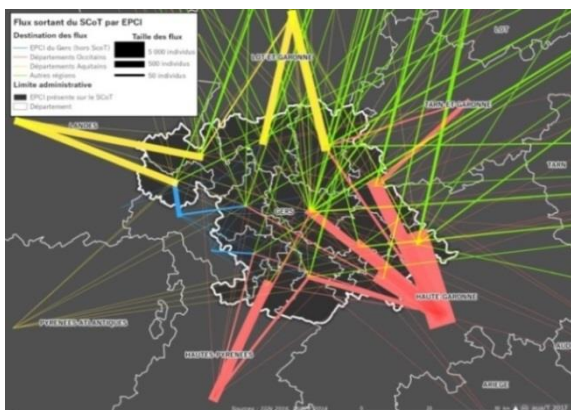 Flux sortant du SCoT par EPCI
Destination des flux
Taille des flux
EPCI du Gers (hors ScoT)
Départements Occitains
Départements Aquitains
Autres régions
5 000 individus
500 individus
50 individus
Limite administrative
EPCI présente sur le SCoT
Département
LOT
LOT-ET-GARONNE
TARN-ET-GARONNE
LANDES
TARN
GERS
HAUTE-GARONNE
PYRENEES-ATLANTIQUES
HAUTES-PYRENEES
AUD
ARIEGE